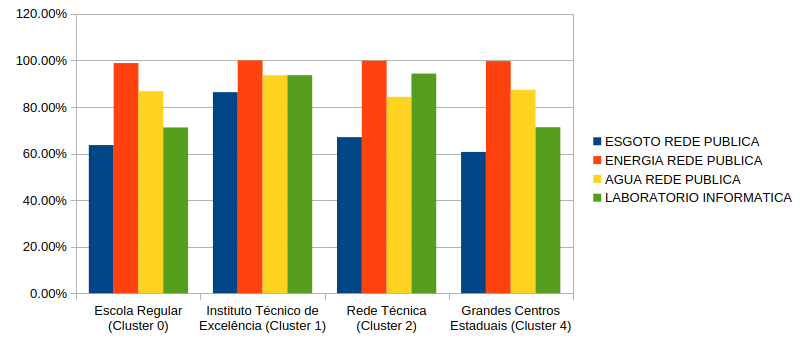 120.00%
100.00%
80.00%
60.00%
40.00%
20.00%
0.00%
Escola Regular
(Cluster 0)
Instituto Técnico de
Excelência (Cluster 1)
Rede Técnica
(Cluster 2)
Grandes Centros
Estaduais (Cluster 4)
ESGOTO REDE PUBLICA
ENERGIA REDE PUBLICA
AGUA REDE PUBLICA
LABORATORIO INFORMATICA